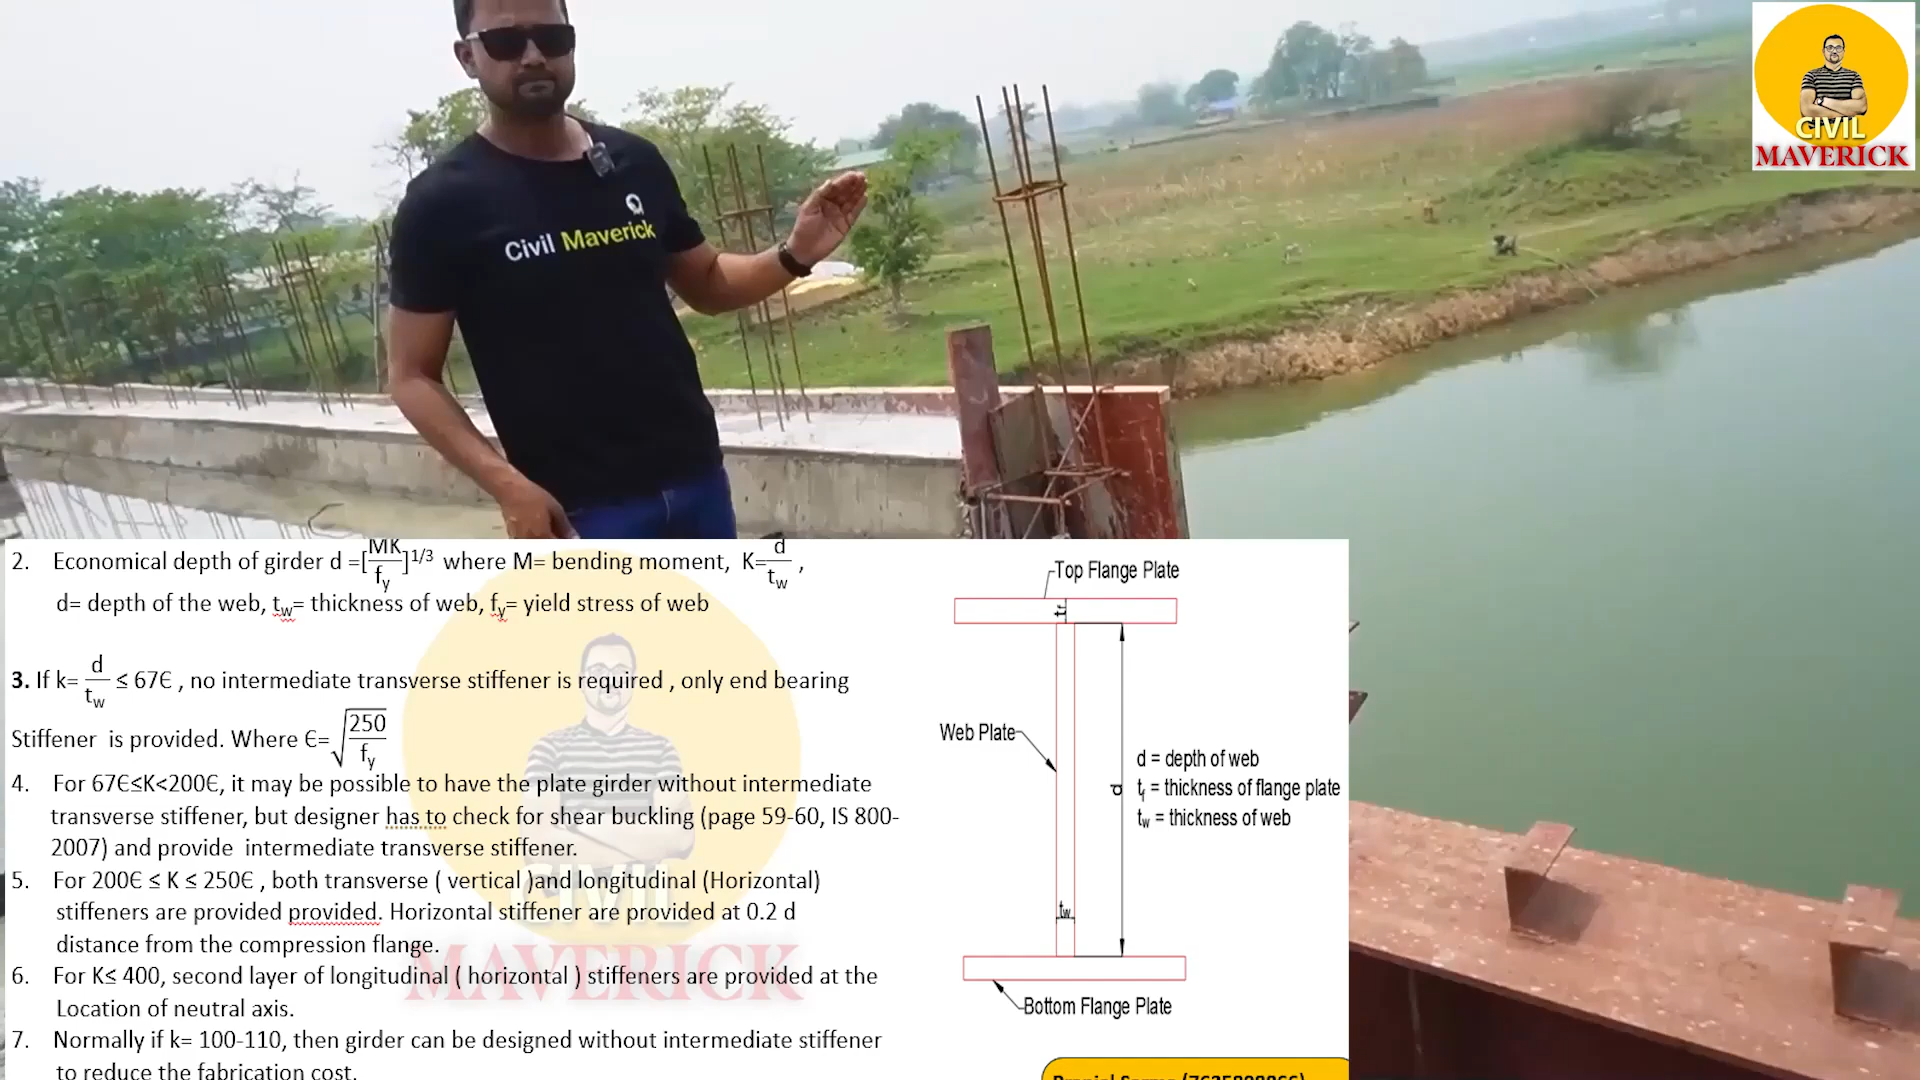 CIVIL
MAVERICK
Civil Maverick
2. Economical depth of girder d =[MK/fy]^1/3 where M= bending moment, K=d/tw ,
d= depth of the web, tw= thickness of web, fy= yield stress of web
3. If k= d/tw ≤ 67Є , no intermediate transverse stiffener is required , only end bearing
Stiffener is provided. Where Є=√250/fy
4. For 67Є≤K<200Є, it may be possible to have the plate girder without intermediate
transverse stiffener, but designer has to check for shear buckling (page 59-60, IS 800-
2007) and provide intermediate transverse stiffener.
5. For 200Є ≤ K ≤ 250Є , both transverse ( vertical )and longitudinal (Horizontal)
stiffeners are provided provided. Horizontal stiffener are provided at 0.2 d
distance from the compression flange.
6. For K≤ 400, second layer of longitudinal ( horizontal ) stiffeners are provided at the
Location of neutral axis.
7. Normally if k= 100-110, then girder can be designed without intermediate stiffener
to reduce the fabrication cost.
CIVIL
MAVERICK
Top Flange Plate
tf
Web Plate
d
d = depth of web
tf = thickness of flange plate
tw = thickness of web
tw
Bottom Flange Plate